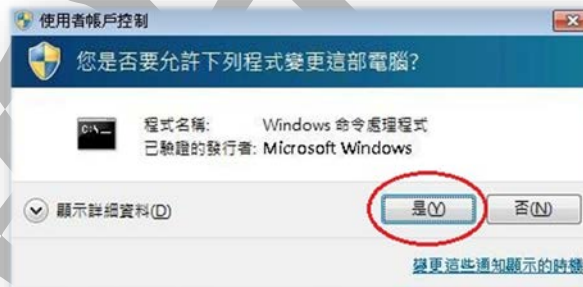 使用者帳戶控制
您是否要允許下列程式變更這部電腦?
C:\_
程式名稱: Windows 命令處理程式
已驗證的發行者: Microsoft Windows
顯示詳細資料(D)
是(Y)
否(N)
變更這些通知顯示的時機